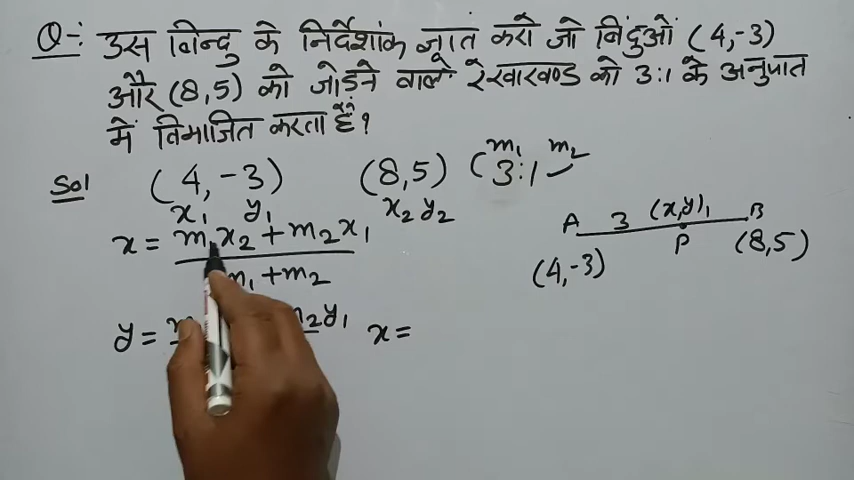 Q-: उस विन्दु के निर्देशांक ज्ञात करो जो बिंदुओं (4,-3)
और (8,5) को जोड़ने वाले रेखाखण्ड को 3:1 के अनुपात
में विभाजित करता है?
Sol (4,-3) (8,5) (3:1
m₁ m₂
x₁ y₁ x₂ y₂
x = m₁x₂+m₂x₁
m₁+m₂
y = m₂y₁ x =
A 3 (x,y) 1 B
P
(4,-3) (8,5)